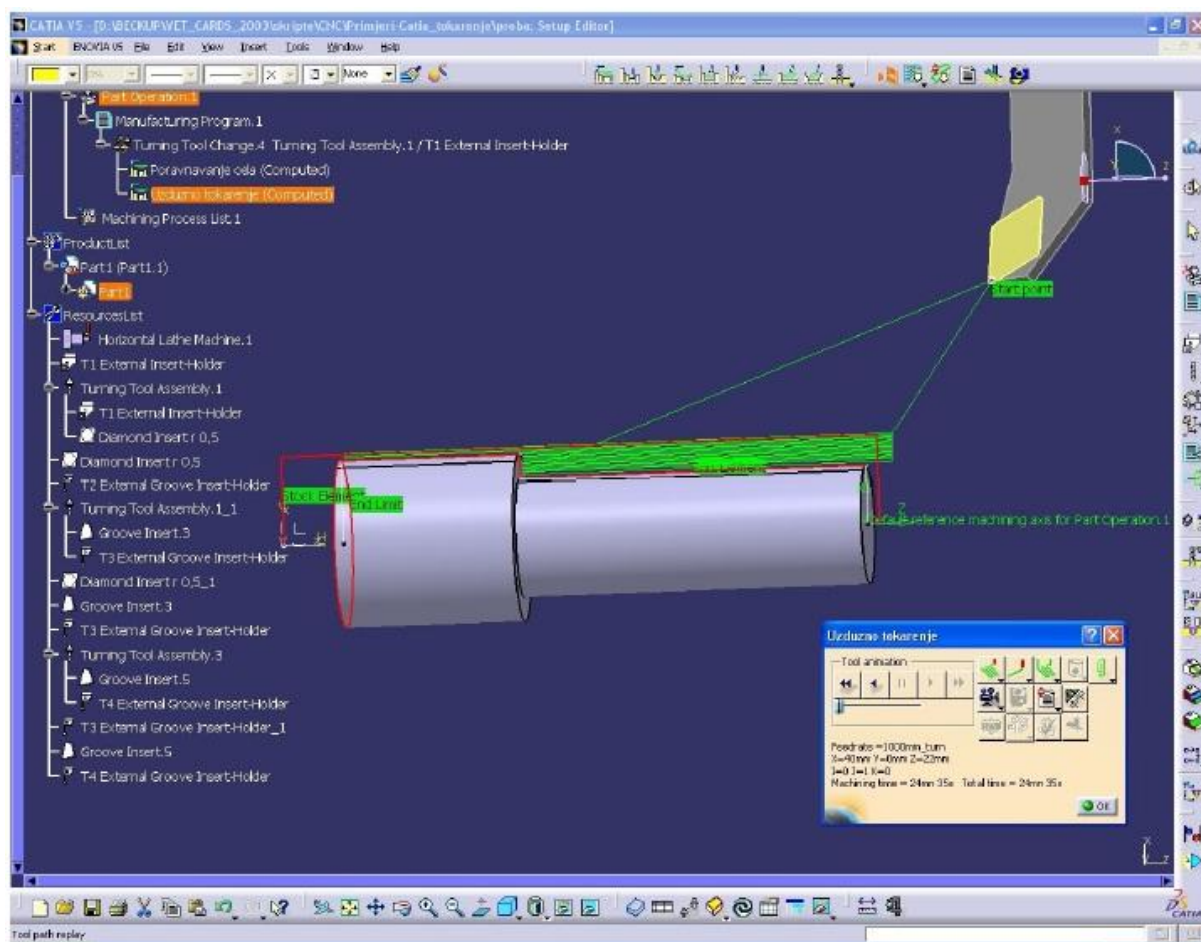 CATIA V5 - [D:\BECKUP\VET_CARDS_2003\skripte\CNC\Primjeri-Catia_tokarenje\proba: Setup Editor]
Start ENOVIA V5 File Edit View Insert Tools Window Help
None
Part Operation.1
Manufacturing Program.1
Turning Tool Change.4 Turning Tool Assembly.1 / T1 External Insert-Holder
Poravnavanje cela (Computed)
Uzduzno tokarenje (Computed)
Machining Process List.1
ProductList
Part1 (Part1.1)
Part1
ResourcesList
Horizontal Lathe Machine.1
T1 External Insert-Holder
Turning Tool Assembly.1
T1 External Insert-Holder
Diamond Insert r 0,5
Diamond Insert r 0,5
T2 External Groove Insert-Holder
Turning Tool Assembly.1_1
Groove Insert.3
T3 External Groove Insert-Holder
Diamond Insert r 0,5_1
Groove Insert.3
T3 External Groove Insert-Holder
Turning Tool Assembly.3
Groove Insert.5
T4 External Groove Insert-Holder
T3 External Groove Insert-Holder_1
Groove Insert.5
T4 External Groove Insert-Holder
Start point
Stock Element
End Limit
reference machining axis for Part Operation.1
Uzduzno tokarenje
Tool animation
Feedrate =1000mm_turn
X=90mm Y=0mm Z=22mm
I=0 J=1 K=0
Machining time = 24mn 35s Total time = 24mn 35s
OK
CATIA
Tool path replay